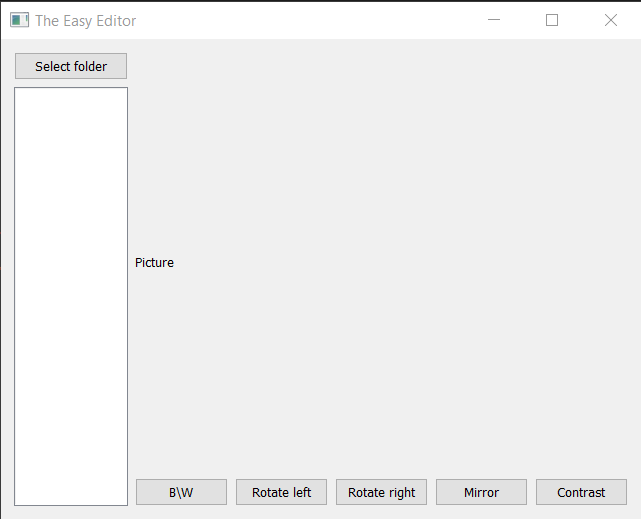 The Easy Editor
Select folder
Picture
B\W
Rotate left
Rotate right
Mirror
Contrast